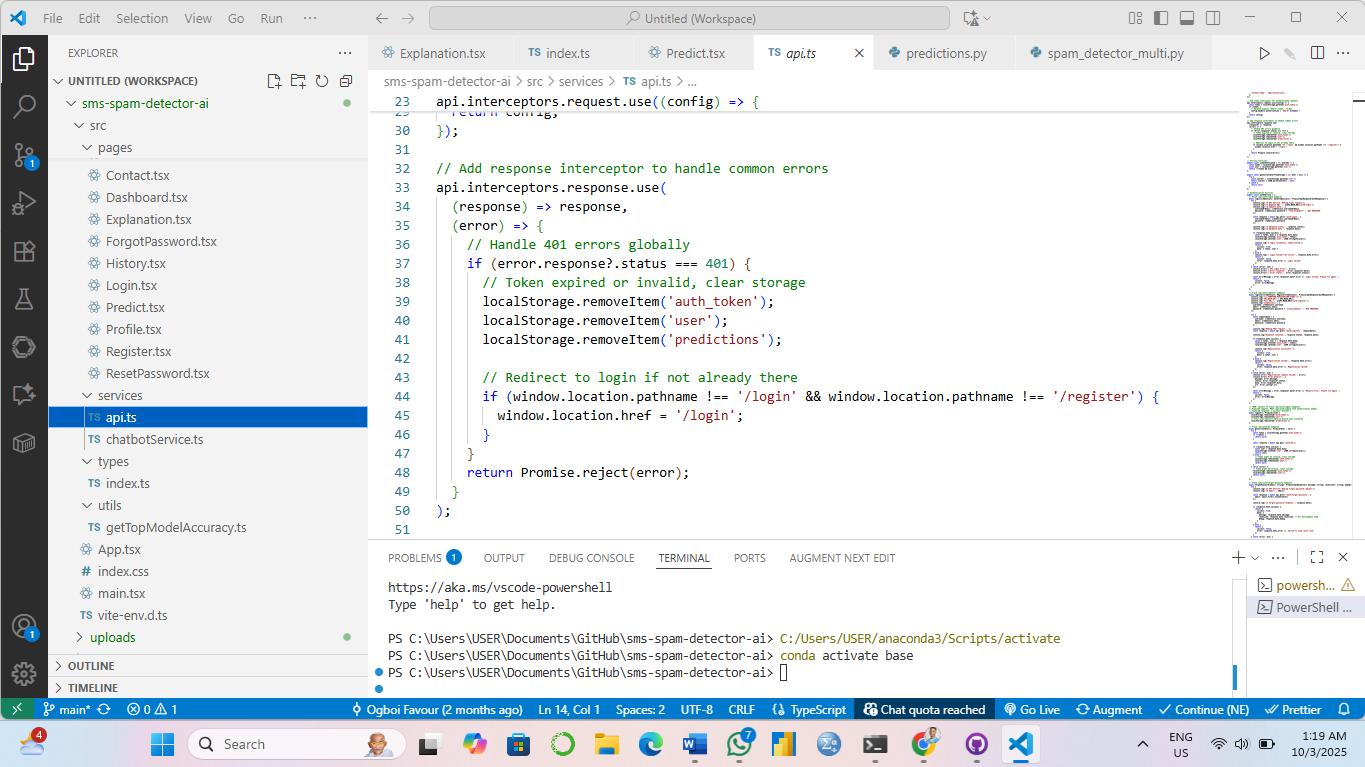 File Edit Selection View Go Run ···
Untitled (Workspace)
EXPLORER
UNTITLED (WORKSPACE)
sms-spam-detector-ai
src
pages
Contact.tsx
Dashboard.tsx
Explanation.tsx
ForgotPassword.tsx
History.tsx
Login.tsx
Predict.tsx
Profile.tsx
Register.tsx
ResetPassword.tsx
services
TS api.ts
TS chatbotService.ts
types
TS index.ts
utils
TS getTopModelAccuracy.ts
App.tsx
# index.css
main.tsx
TS vite-env.d.ts
uploads
OUTLINE
TIMELINE
1
1
Explanation.tsx TS index.ts Predict.tsx TS api.ts predictions.py spam_detector_multi.py
sms-spam-detector-ai > src > services > TS api.ts > ...
23 api.interceptors.request.use((config) => {
29 return config;
30 });
31
32 // Add response interceptor to handle common errors
33 api.interceptors.response.use(
34 (response) => response,
35 (error) => {
36 // Handle 401 errors globally
37 if (error.response?.status === 401) {
38 // Token expired or invalid, clear storage
39 localStorage.removeItem('auth_token');
40 localStorage.removeItem('user');
41 localStorage.removeItem('predictions');
42
43 // Redirect to login if not already there
44 if (window.location.pathname !== '/login' && window.location.pathname !== '/register') {
45 window.location.href = '/login';
46 }
47 }
48 return Promise.reject(error);
49 }
50 );
51
PROBLEMS 1 OUTPUT DEBUG CONSOLE TERMINAL PORTS AUGMENT NEXT EDIT
https://aka.ms/vscode-powershell
Type 'help' to get help.
PS C:\Users\USER\Documents\GitHub\sms-spam-detector-ai> C:/Users/USER/anaconda3/Scripts/activate
PS C:\Users\USER\Documents\GitHub\sms-spam-detector-ai> conda activate base
PS C:\Users\USER\Documents\GitHub\sms-spam-detector-ai>
powersh...
PowerShell ...
main* 0 1 Ogboi Favour (2 months ago) Ln 14, Col 1 Spaces: 2 UTF-8 CRLF {} TypeScript Chat quota reached Go Live Augment Continue (NE) Prettier
4
Search
7
ENG
US
1:19 AM
10/3/2025